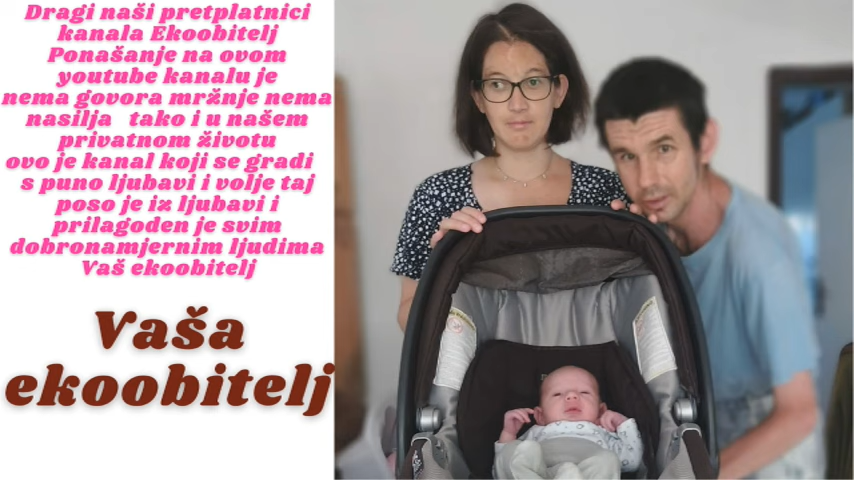 Dragi naši pretplatnici
kanala Ekoobitelj
Ponašanje na ovom
youtube kanalu je
nema govora mržnje nema
nasilja tako i u našem
privatnom životu
ovo je kanal koji se gradi
s puno ljubavi i volje taj
poso je iz ljubavi i
prilagođen je svim
dobronamjernim ljudima
Vaš ekoobitelj
Vaša
ekoobitelj